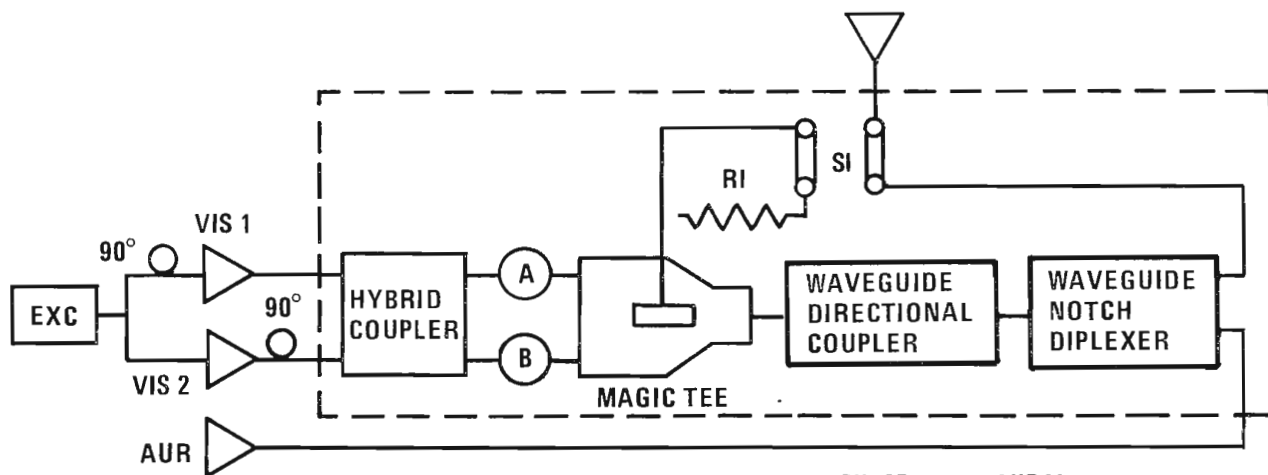 SI
RI
VIS 1
90°
EXC
90°
VIS 2
HYBRID
COUPLER
A
B
MAGIC TEE
WAVEGUIDE
DIRECTIONAL
COUPLER
WAVEGUIDE
NOTCH
DIPLEXER
AUR